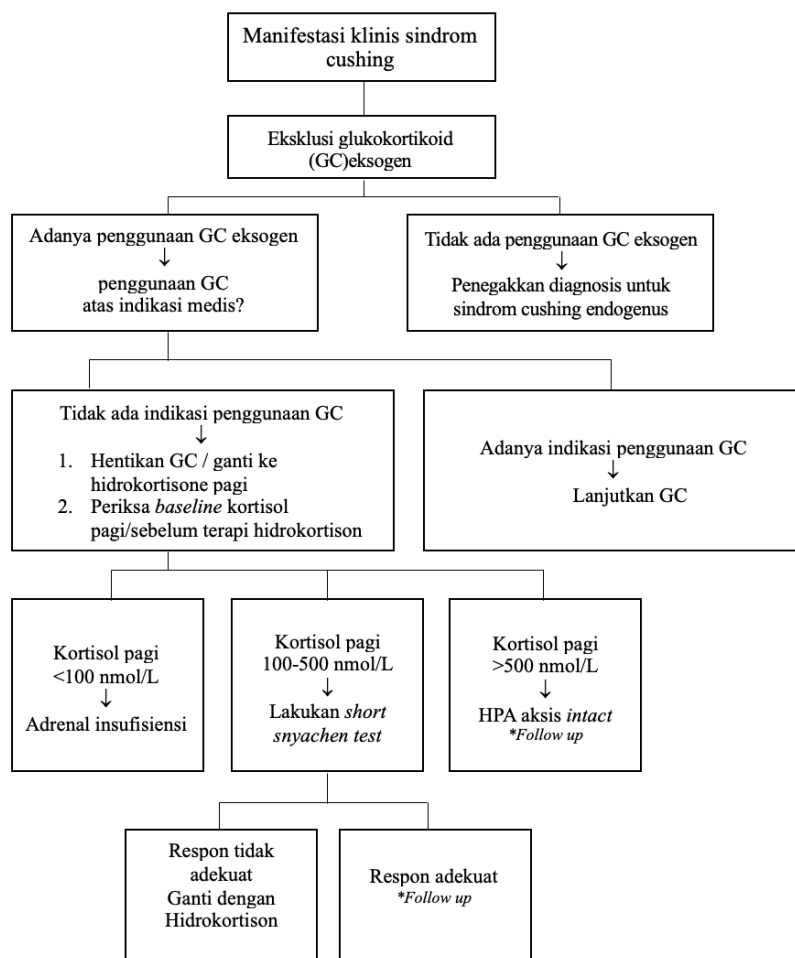 Manifestasi klinis sindrom
cushing
Eksklusi glukokortikoid
(GC)eksogen
Adanya penggunaan GC eksogen
↓
penggunaan GC
atas indikasi medis?
Tidak ada penggunaan GC eksogen
↓
Penegakkan diagnosis untuk
sindrom cushing endogenus
Tidak ada indikasi penggunaan GC
↓
1. Hentikan GC / ganti ke
hidrokortisone pagi
2. Periksa baseline kortisol
pagi/sebelum terapi hidrokortison
Adanya indikasi penggunaan GC
↓
Lanjutkan GC
Kortisol pagi
<100 nmol/L
↓
Adrenal insufisiensi
Kortisol pagi
100-500 nmol/L
↓
Lakukan short
snyachen test
Kortisol pagi
>500 nmol/L
↓
HPA aksis intact
*Follow up
Respon tidak
adekuat
Ganti dengan
Hidrokortison
Respon adekuat
*Follow up